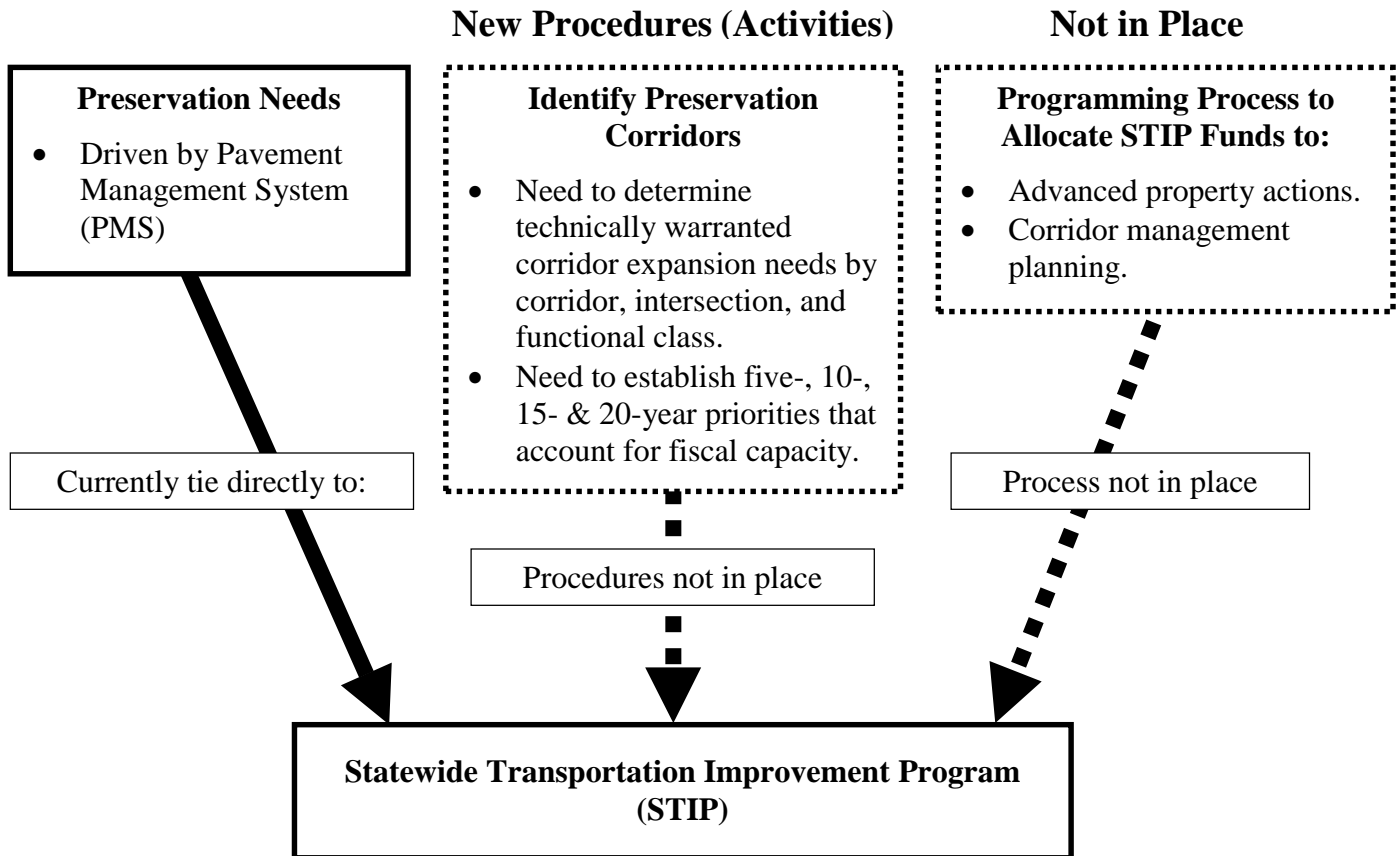 New Procedures (Activities)
Not in Place
Preservation Needs
• Driven by Pavement
Management System
(PMS)
Identify Preservation
Corridors
• Need to determine
technically warranted
corridor expansion needs by
corridor, intersection, and
functional class.
• Need to establish five-, 10-,
15- & 20-year priorities that
account for fiscal capacity.
Programming Process to
Allocate STIP Funds to:
• Advanced property actions.
• Corridor management
planning.
Currently tie directly to:
Procedures not in place
Process not in place
Statewide Transportation Improvement Program
(STIP)